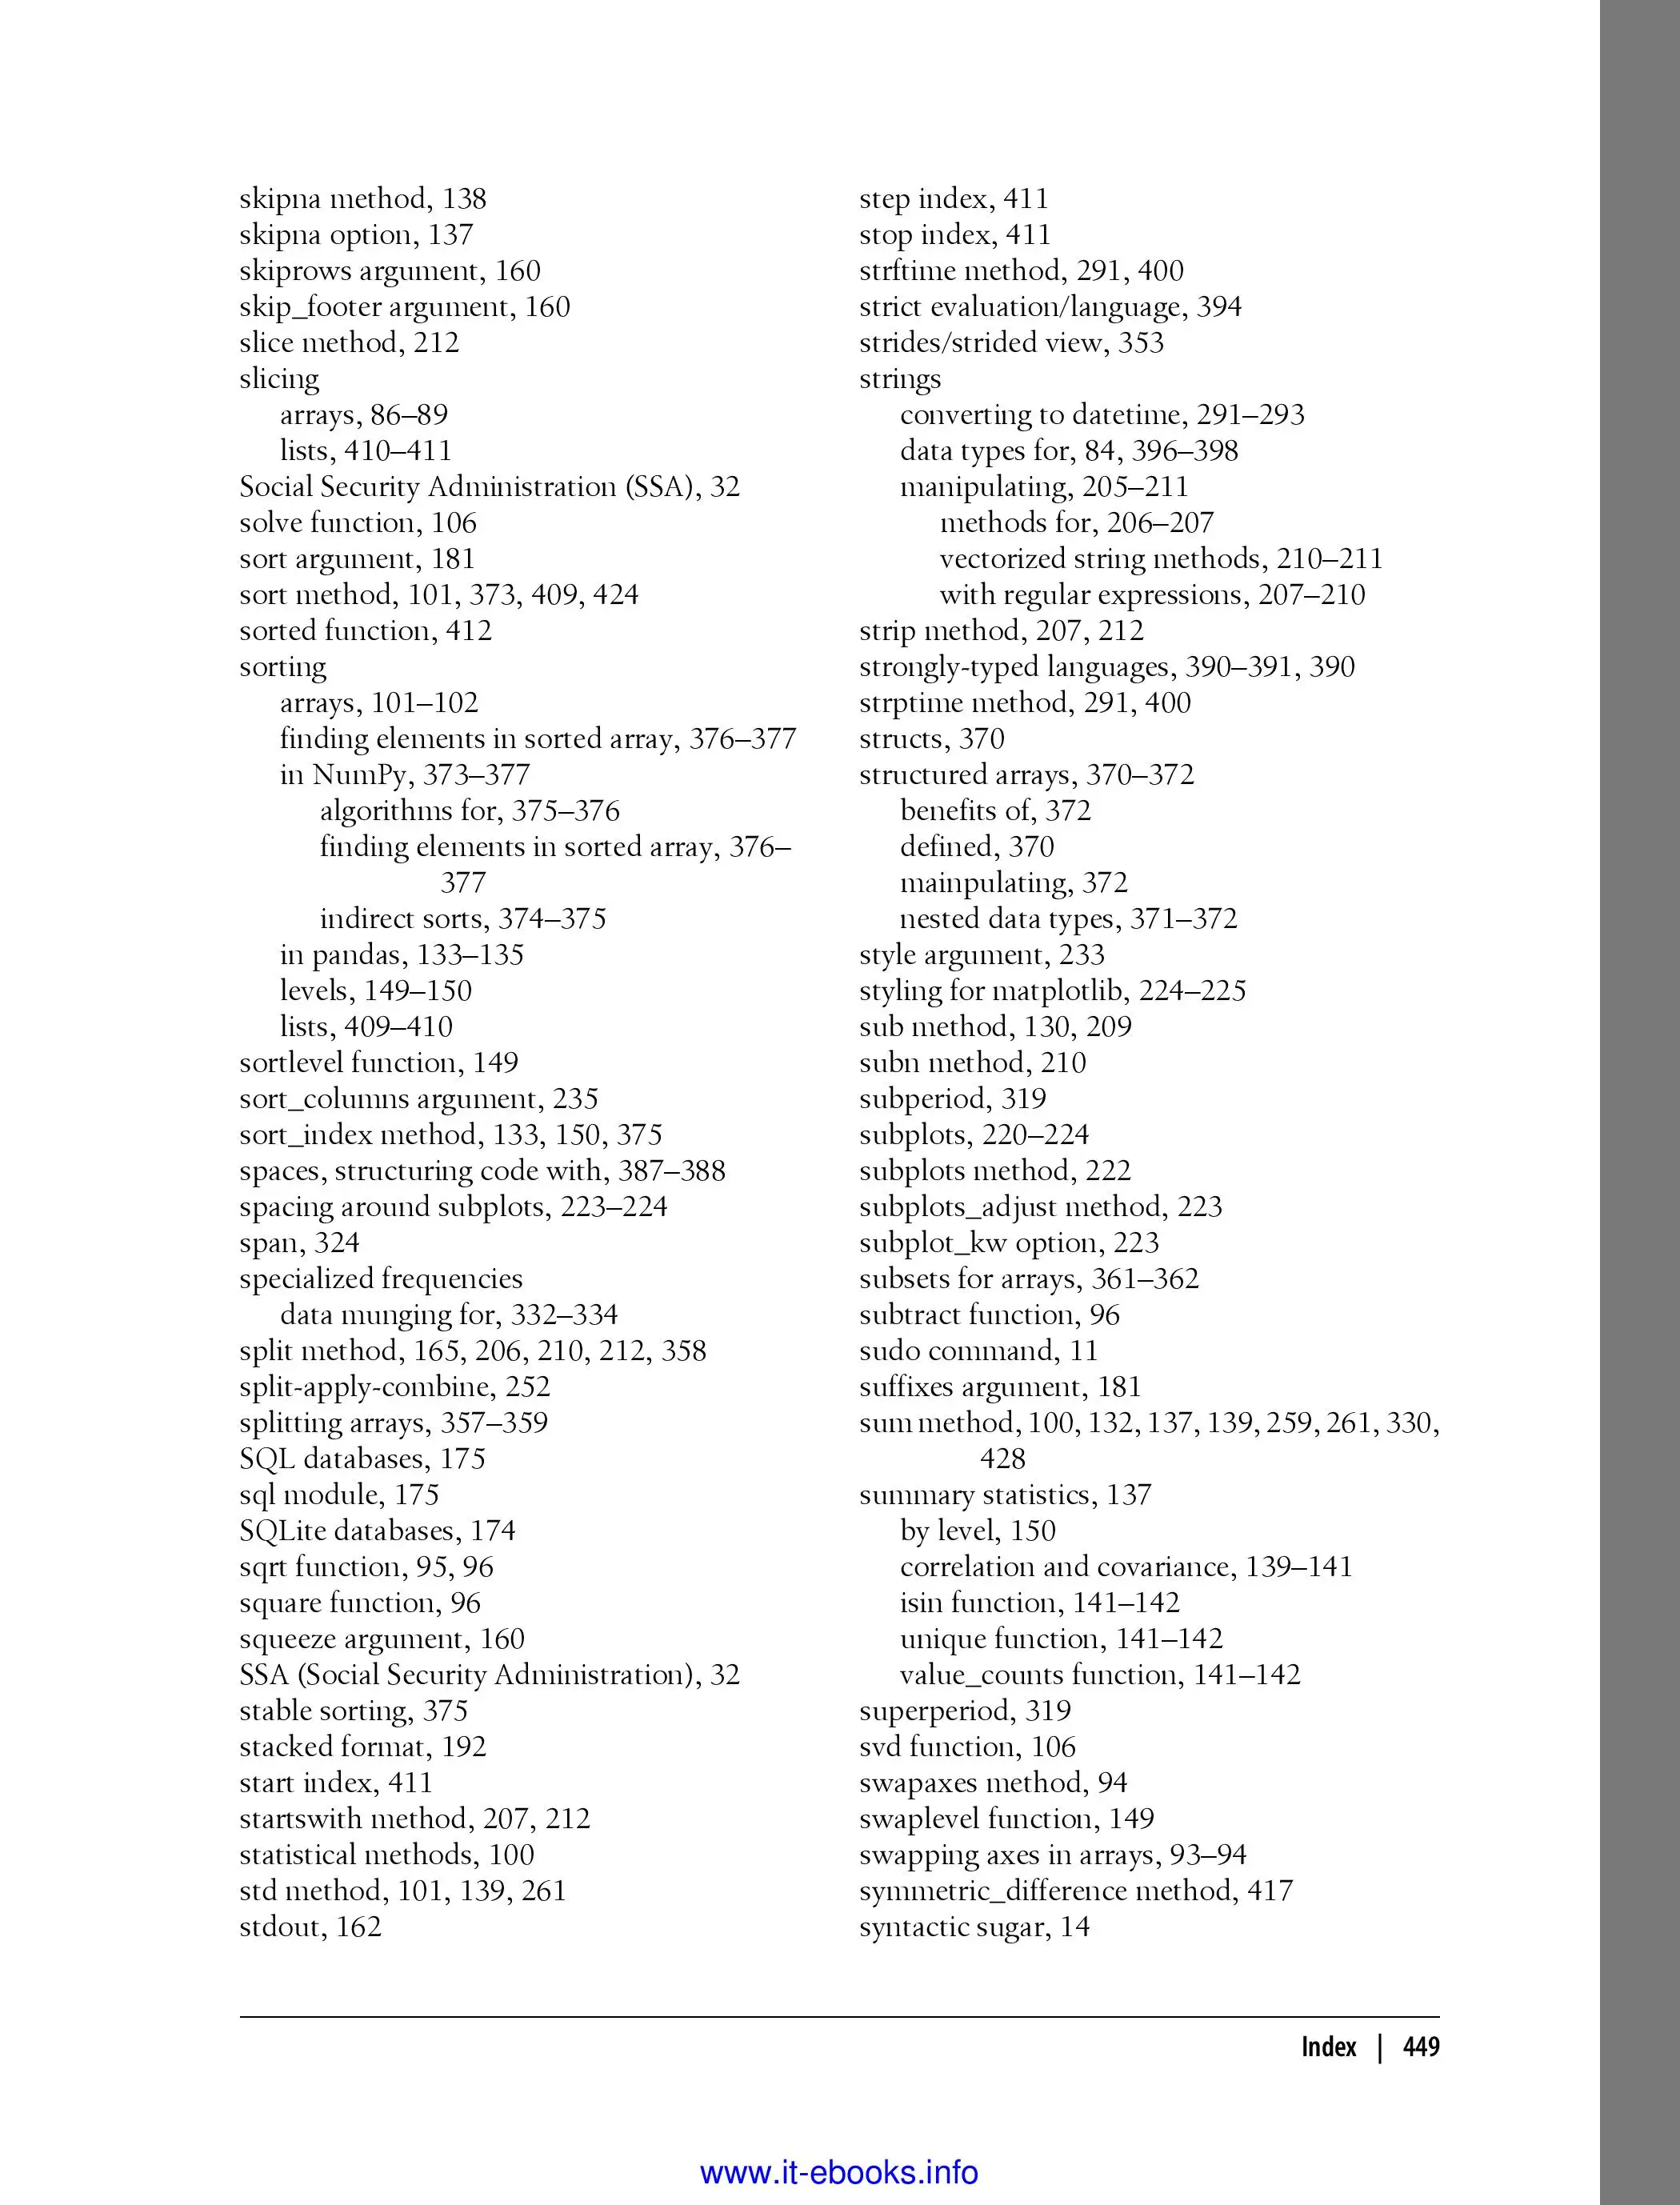 skipna method, 138
skipna option, 137
skiprows argument, 160
skip_footer argument, 160
slice method, 212
slicing
arrays, 86–89
lists, 410–411
Social Security Administration (SSA), 32
solve function, 106
sort argument, 181
sort method, 101, 373, 409, 424
sorted function, 412
sorting
arrays, 101–102
finding elements in sorted array, 376–377
in NumPy, 373–377
algorithms for, 375–376
finding elements in sorted array, 376–
377
indirect sorts, 374–375
in pandas, 133–135
levels, 149–150
lists, 409–410
sortlevel function, 149
sort_columns argument, 235
sort_index method, 133, 150, 375
spaces, structuring code with, 387–388
spacing around subplots, 223–224
span, 324
specialized frequencies
data munging for, 332–334
split method, 165, 206, 210, 212, 358
split-apply-combine, 252
splitting arrays, 357–359
SQL databases, 175
sql module, 175
SQLite databases, 174
sqrt function, 95, 96
square function, 96
squeeze argument, 160
SSA (Social Security Administration), 32
stable sorting, 375
stacked format, 192
start index, 411
startswith method, 207, 212
statistical methods, 100
std method, 101, 139, 261
stdout, 162
step index, 411
stop index, 411
strftime method, 291, 400
strict evaluation/language, 394
strides/strided view, 353
strings
converting to datetime, 291–293
data types for, 84, 396–398
manipulating, 205–211
methods for, 206–207
vectorized string methods, 210–211
with regular expressions, 207–210
strip method, 207, 212
strongly-typed languages, 390–391, 390
strptime method, 291, 400
structs, 370
structured arrays, 370–372
benefits of, 372
defined, 370
mainpulating, 372
nested data types, 371–372
style argument, 233
styling for matplotlib, 224–225
sub method, 130, 209
subn method, 210
subperiod, 319
subplots, 220–224
subplots method, 222
subplots_adjust method, 223
subplot_kw option, 223
subsets for arrays, 361–362
subtract function, 96
sudo command, 11
suffixes argument, 181
sum method, 100, 132, 137, 139, 259, 261, 330,
428
summary statistics, 137
by level, 150
correlation and covariance, 139–141
isin function, 141–142
unique function, 141–142
value_counts function, 141–142
superperiod, 319
svd function, 106
swapaxes method, 94
swaplevel function, 149
swapping axes in arrays, 93–94
symmetric_difference method, 417
syntactic sugar, 14
Index | 449
www.it-ebooks.info